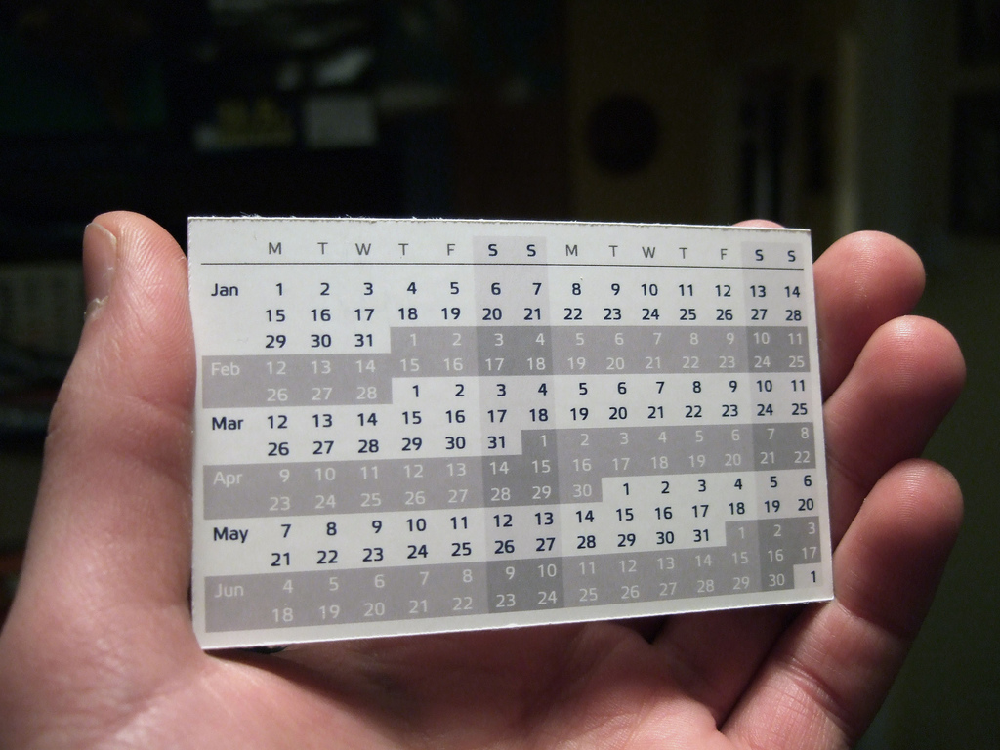 M T W T F S S M T W T F S S
Jan 1 2 3 4 5 6 7 8 9 10 11 12 13 14
15 16 17 18 19 20 21 22 23 24 25 26 27 28
29 30 31 1 2 3 4 5 6 7 8 9 10 11
Feb 12 13 14 15 16 17 18 19 20 21 22 23 24 25
26 27 28 1 2 3 4 5 6 7 8 9 10 11
Mar 12 13 14 15 16 17 18 19 20 21 22 23 24 25
26 27 28 29 30 31 1 2 3 4 5 6 7 8
Apr 9 10 11 12 13 14 15 16 17 18 19 20 21 22
23 24 25 26 27 28 29 30 1 2 3 4 5 6
May 7 8 9 10 11 12 13 14 15 16 17 18 19 20
21 22 23 24 25 26 27 28 29 30 31 1 2 3
Jun 4 5 6 7 8 9 10 11 12 13 14 15 16 17
18 19 20 21 22 23 24 25 26 27 28 29 30 1